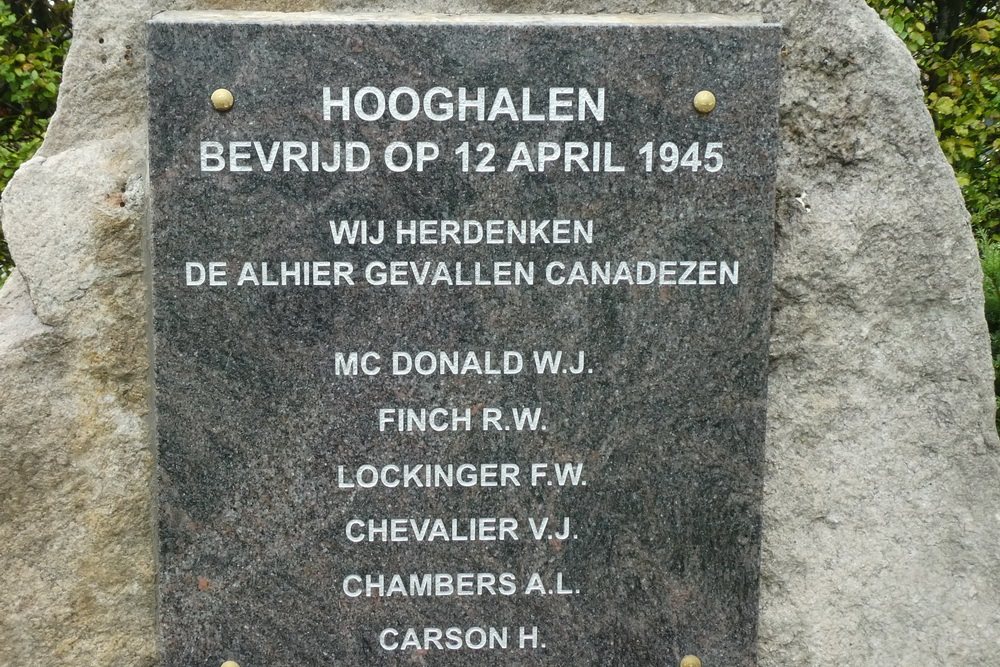 HOOGHALEN
BEVRIJD OP 12 APRIL 1945
WIJ HERDENKEN
DE ALHIER GEVALLEN CANADEZEN
MC DONALD W.J.
FINCH R.W.
LOCKINGER F.W.
CHEVALIER V.J.
CHAMBERS A.L.
CARSON H.